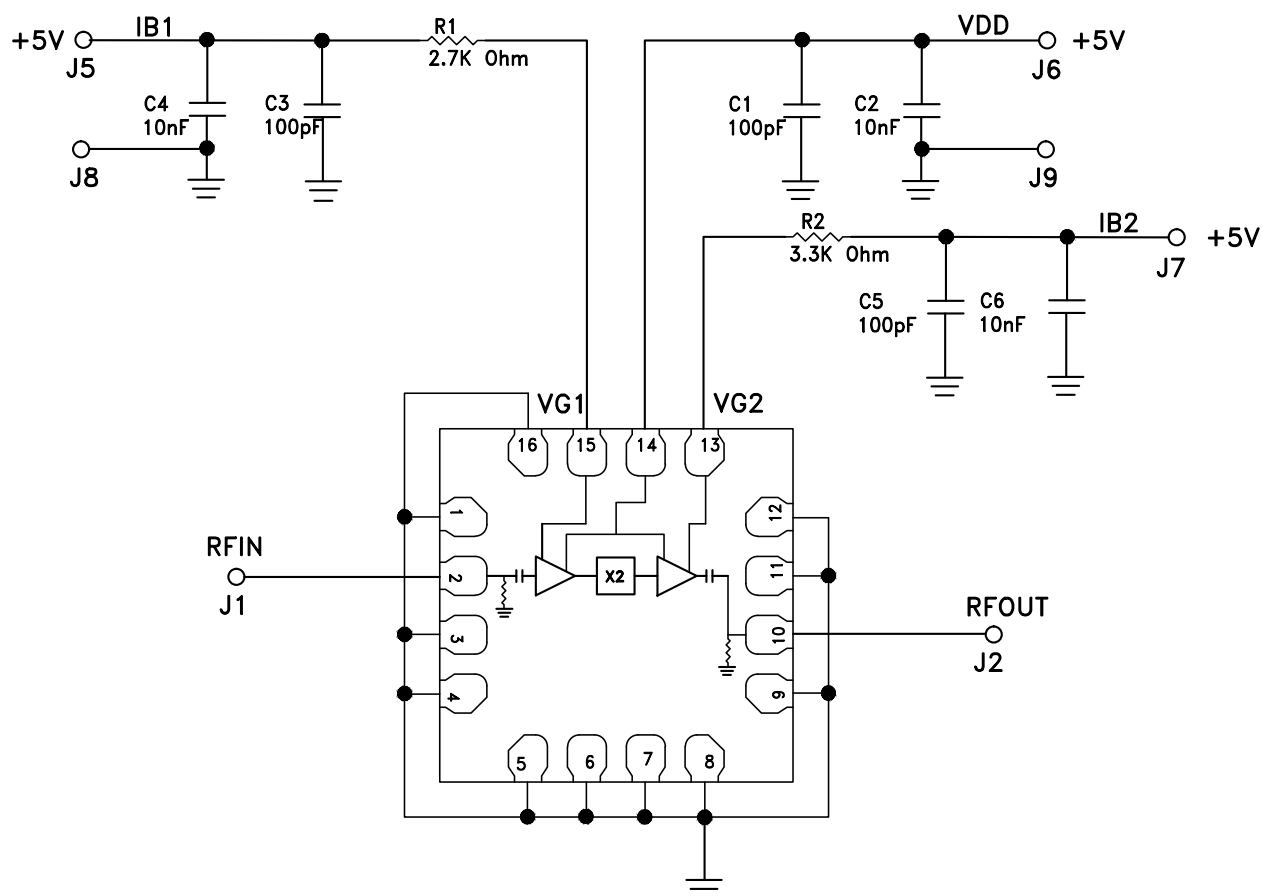 +5V
IB1
J5
R1
2.7K Ohm
VDD
+5V
J6
C4
10nF
C3
100pF
C1
100pF
C2
10nF
J8
J9
R2
3.3K Ohm
IB2
+5V
J7
C5
100pF
C6
10nF
VG1
VG2
16
15
14
13
1
12
RFIN
J1
2
X2
11
3
10
RFOUT
J2
4
9
5
6
7
8